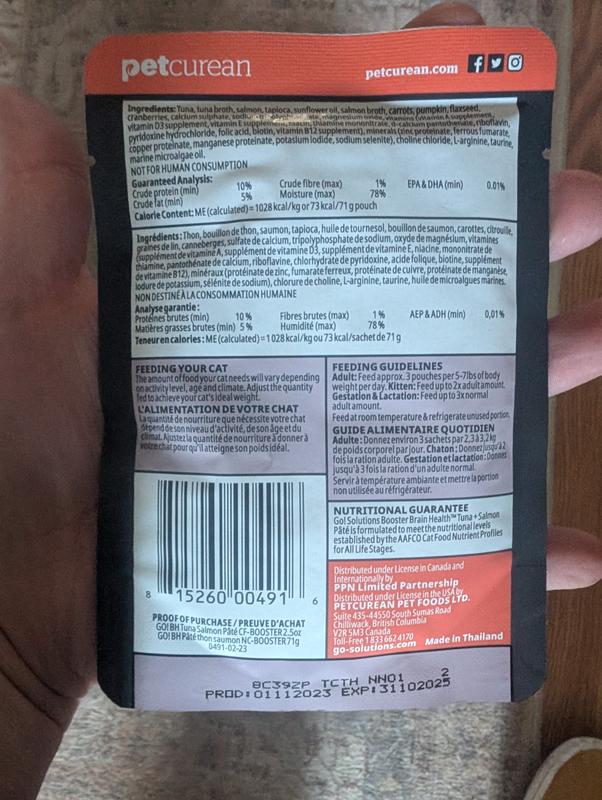 petcurean
petcurean.com
Ingredients: Tuna, tuna broth, salmon, tapioca, sunflower oil, salmon broth, carrots, pumpkin, flaxseed,
cranberries, calcium sulphate, magnesium oxide, vitamins (vitamin A supplement,
vitamin D3 supplement, vitamin E supplement, niacin, thiamine mononitrate, d-calcium pantothenate, riboflavin,
pyridoxine hydrochloride, folic acid, biotin, vitamin B12 supplement), minerals (zinc proteinate, ferrous fumarate,
copper proteinate, manganese proteinate, potassium iodide, sodium selenite), choline chloride, L-arginine, taurine,
marine microalgae oil.
NOT FOR HUMAN CONSUMPTION
Guaranteed Analysis:
Crude protein (min) 10% Crude fibre (max) 1% EPA & DHA (min) 0.01%
Crude fat (min) 5% Moisture (max) 78%
Calorie Content: ME (calculated) = 1028 kcal/kg or 73 kcal/71 g pouch
Ingrédients: Thon, bouillon de thon, saumon, tapioca, huile de tournesol, bouillon de saumon, carottes, citrouille,
graines de lin, canneberges, sulfate de calcium, tripolyphosphate de sodium, oxyde de magnésium, vitamines
(supplément de vitamine A, supplément de vitamine D3, supplément de vitamine E, niacine, mononitrate de
thiamine, pantothénate de calcium, riboflavine, chlorhydrate de pyridoxine, acide folique, biotine, supplément
de vitamine B12), minéraux (protéinate de zinc, fumarate ferreux, protéinate de cuivre, protéinate de manganèse,
iodure de potassium, sélénite de sodium), chlorure de choline, L-arginine, taurine, huile de microalgues marines.
NON DESTINÉ À LA CONSOMMATION HUMAINE
Analyse garantie:
Protéines brutes (min) 10 % Fibres brutes (max) 1 % AEP & ADH (min) 0,01%
Matières grasses brutes (min) 5 % Humidité (max) 78 %
Teneur en calories: ME (calculated) = 1 028 kcal/kg ou 73 kcal/sachet de 71 g
FEEDING YOUR CAT
The amount of food your cat needs will vary depending
on activity level, age and climate. Adjust the quantity
fed to achieve your cat's ideal weight.
L'ALIMENTATION DE VOTRE CHAT
La quantité de nourriture que nécessite votre chat
dépend de son niveau d'activité, de son âge et du
climat. Ajustez la quantité de nourriture à donner à
votre chat pour qu'il atteigne son poids idéal.
FEEDING GUIDELINES
Adult: Feed approx. 3 pouches per 5-7 lbs of body
weight per day. Kitten: Feed up to 2x adult amount.
Gestation & Lactation: Feed up to 3x normal
adult amount.
Feed at room temperature & refrigerate unused portion.
GUIDE ALIMENTAIRE QUOTIDIEN
Adulte: Donnez environ 3 sachets par 2,3 à 3,2 kg
de poids corporel par jour. Chaton: Donnez jusqu'à 2
fois la ration adulte. Gestation et lactation: Donnez
jusqu'à 3 fois la ration d'un adulte normal.
Servir à température ambiante et mettre la portion
non utilisée au réfrigérateur.
NUTRITIONAL GUARANTEE
Go! Solutions Booster Brain Health™ Tuna + Salmon
Pâté is formulated to meet the nutritional levels
established by the AAFCO Cat Food Nutrient Profiles
for All Life Stages.
8 15260 00491 6
PROOF OF PURCHASE / PREUVE D'ACHAT
GO! BH Tuna Salmon Pâté CF-BOOSTER 2.5oz
GO! BH Pâté thon saumon NC-BOOSTER 71g
0491-02-23
Distributed under License in Canada and
Internationally by
PPN Limited Partnership
Distributed under License in the USA by
PETCUREAN PET FOODS LTD.
Suite 435-44550 South Sumas Road
Chilliwack, British Columbia
V2R 5M3 Canada
Toll-Free 1 833 662 4170 Made in Thailand
go-solutions.com
2
8C39ZP TCTH NN01
PROD:01112023 EXP:31102025